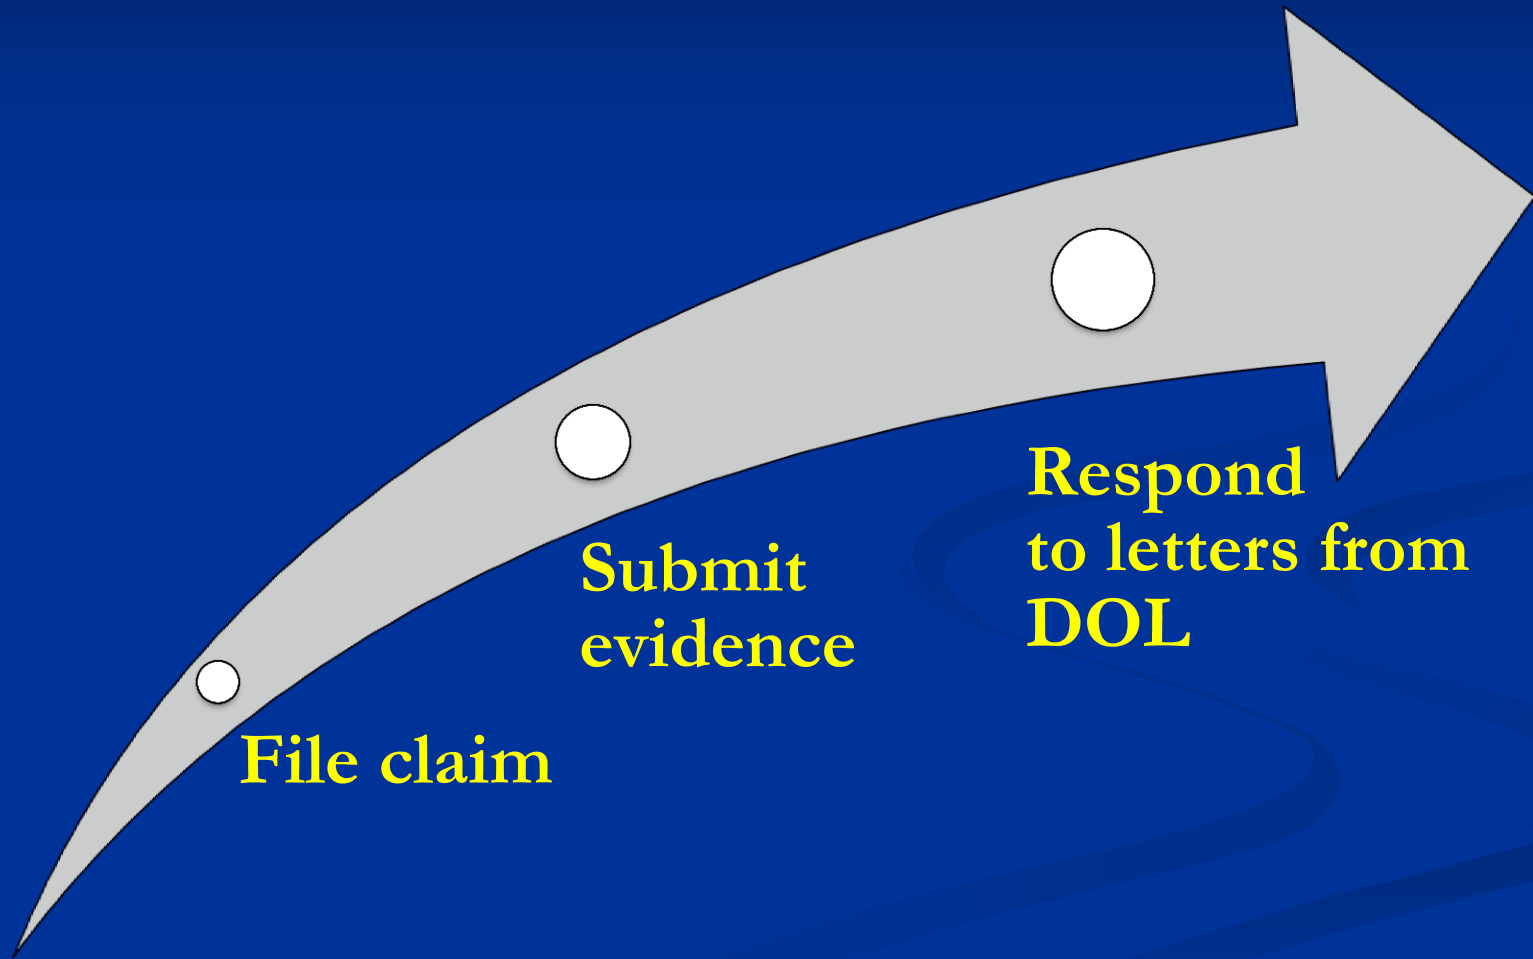 File claim
Submit
evidence
Respond
to letters from
DOL